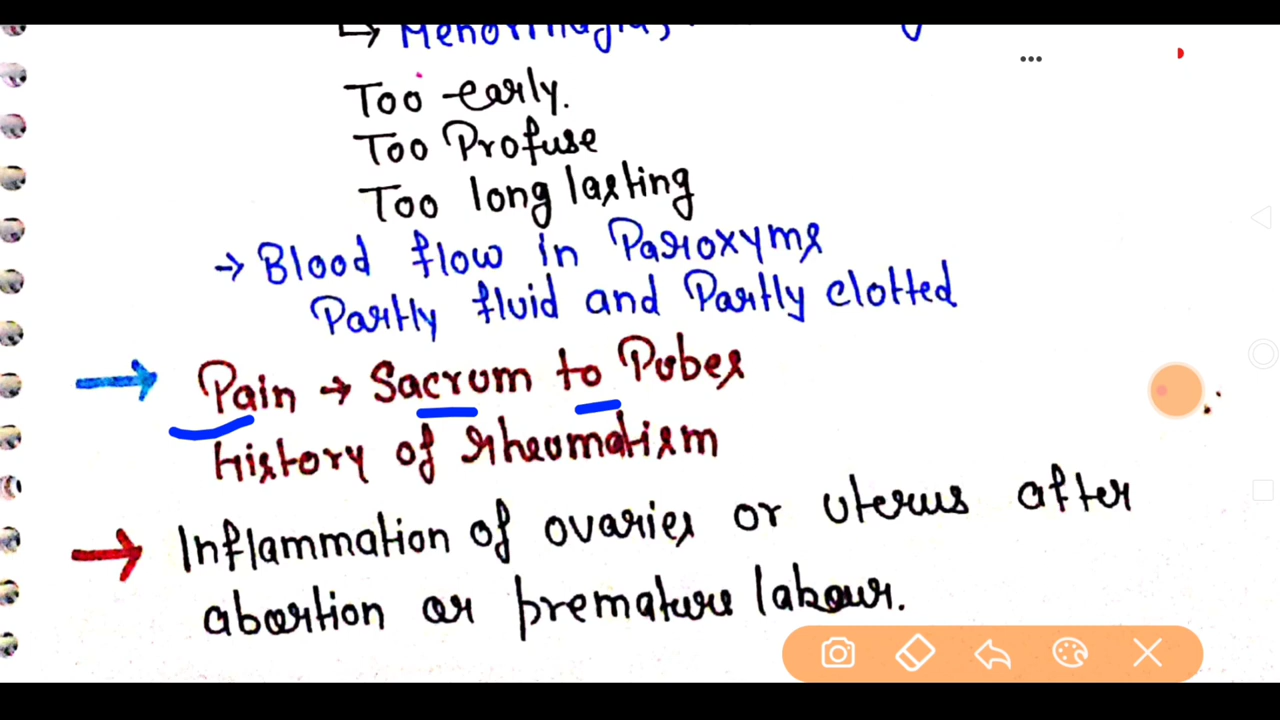 → Menorrhagia,
Too early.
Too Profuse
Too long lasting
→ Blood flow in Paroxyms
Partly fluid and Partly clotted
→ Pain → Sacrum to Pubes
history of rheumatism
→ Inflammation of ovaries or uterus after
abortion or premature labour.